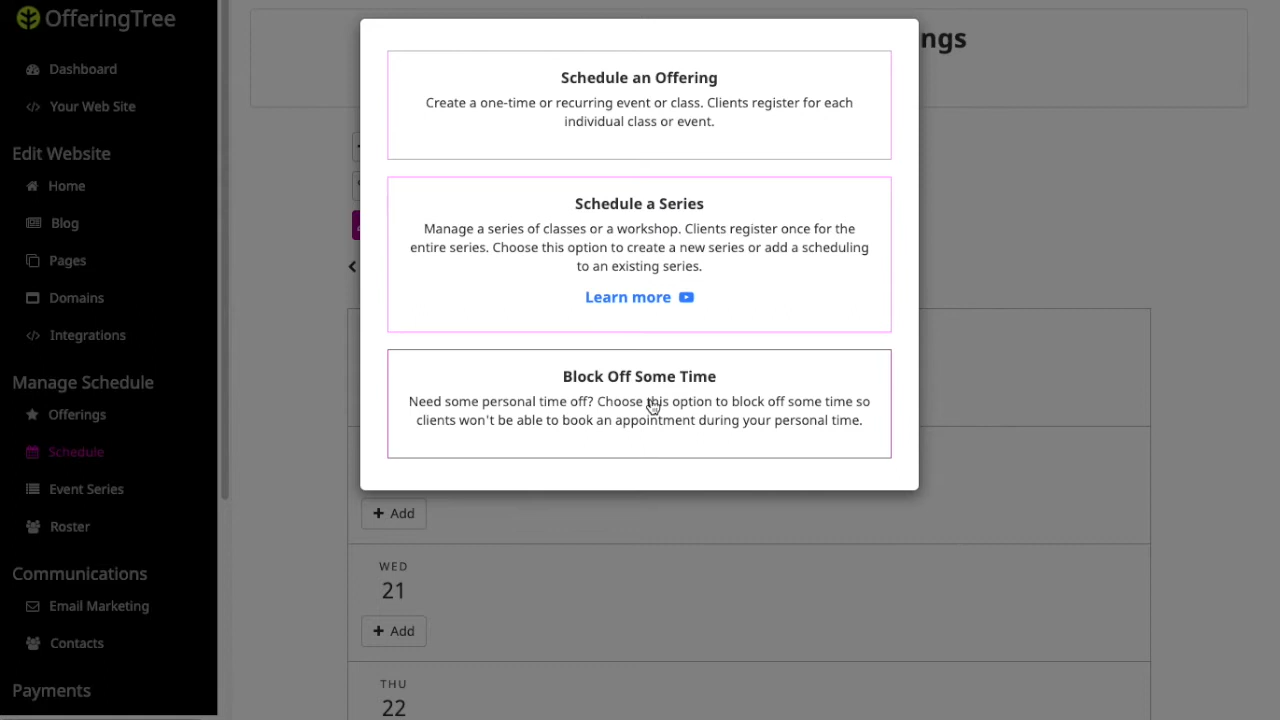 OfferingTree
Dashboard
Your Web Site
Edit Website
Home
Blog
Pages
Domains
Integrations
Manage Schedule
Offerings
Schedule
Event Series
Roster
Communications
Email Marketing
Contacts
Payments
ngs
Schedule an Offering
Create a one-time or recurring event or class. Clients register for each
individual class or event.
Schedule a Series
Manage a series of classes or a workshop. Clients register once for the
entire series. Choose this option to create a new series or add a scheduling
to an existing series.
Learn more
Block Off Some Time
Need some personal time off? Choose this option to block off some time so
clients won't be able to book an appointment during your personal time.
+ Add
WED
21
+ Add
THU
22